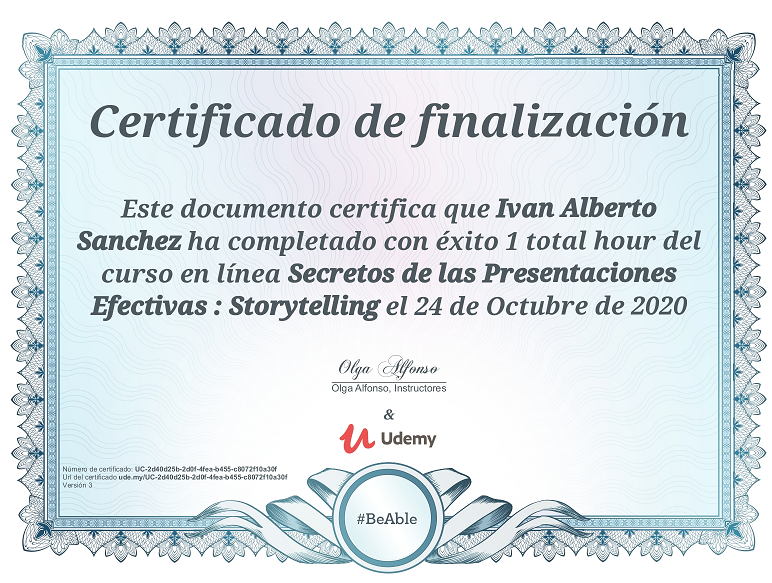 Certificado de finalización
Este documento certifica que Ivan Alberto
Sanchez ha completado con éxito 1 total hour del
curso en línea Secretos de las Presentaciones
Efectivas : Storytelling el 24 de Octubre de 2020
Olga Alfonso
Olga Alfonso, Instructores
&
Udemy
Número de certificado: UC-2d40d25b-2d0f-4fea-b455-c8072f10a30f
Url del certificado ude.my/UC-2d40d25b-2d0f-4fea-b455-c8072f10a30f
Versión 3
#BeAble